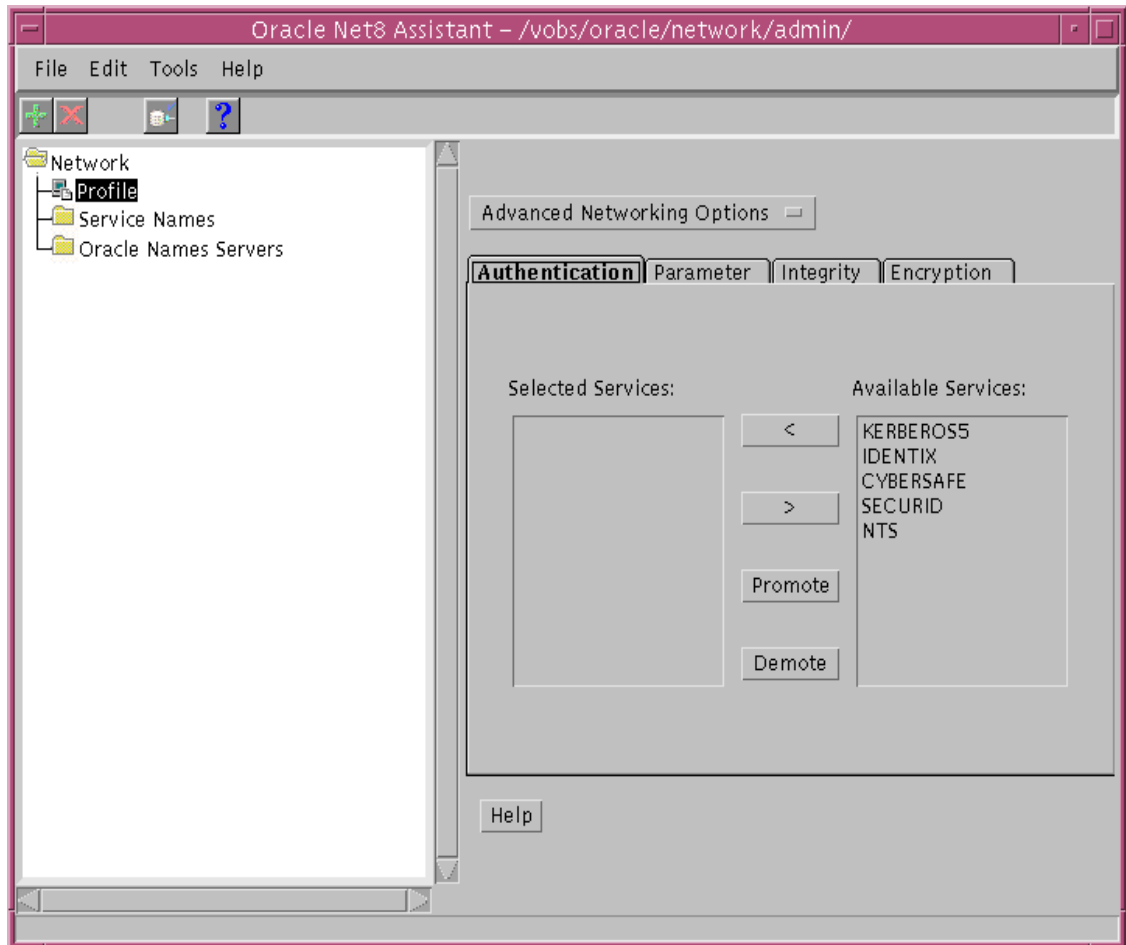 Oracle Net8 Assistant – /vobs/oracle/network/admin/
File Edit Tools Help
?
Network
Profile
Service Names
Oracle Names Servers
Advanced Networking Options
Authentication Parameter Integrity Encryption
Selected Services:
Available Services:
<
>
Promote
Demote
KERBEROS5
IDENTIX
CYBERSAFE
SECURID
NTS
Help